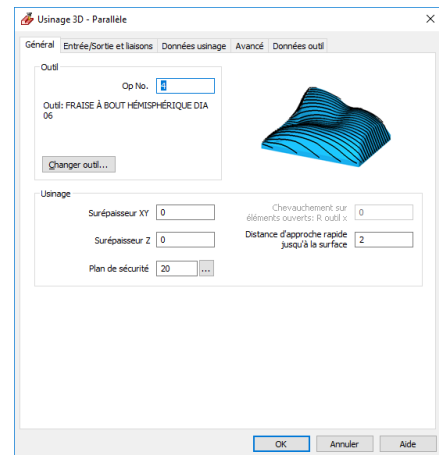 Usinage 3D - Parallèle
Général Entrée/Sortie et liaisons Données usinage Avancé Données outil
Outil
Op No. 4
Outil: FRAISE À BOUT HÉMISPHÉRIQUE DIA
06
Changer outil...
Usinage
Surépaisseur XY 0
Chevauchement sur
éléments ouverts: R outil x 0
Surépaisseur Z 0
Distance d'approche rapide
jusqu'à la surface 2
Plan de sécurité 20 ...
OK Annuler Aide